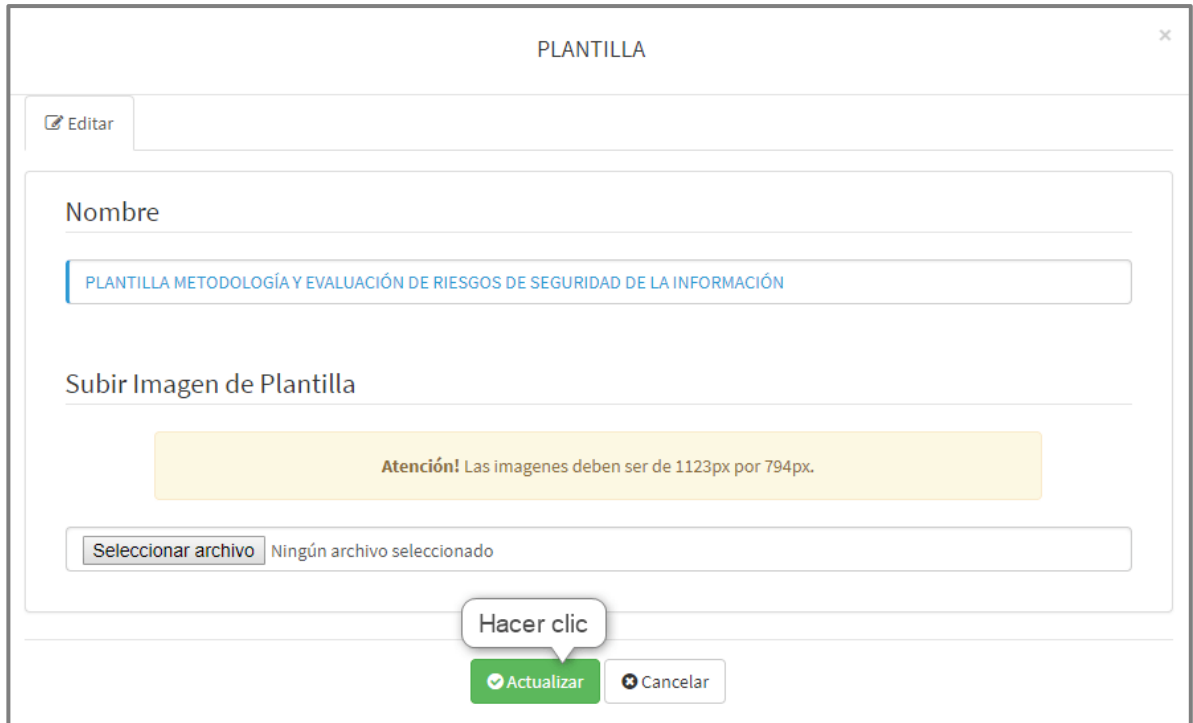 PLANTILLA
×
Editar
Nombre
PLANTILLA METODOLOGÍA Y EVALUACIÓN DE RIESGOS DE SEGURIDAD DE LA INFORMACIÓN
Subir Imagen de Plantilla
Atención! Las imagenes deben ser de 1123px por 794px.
Seleccionar archivo Ningún archivo seleccionado
Hacer clic
Actualizar Cancelar